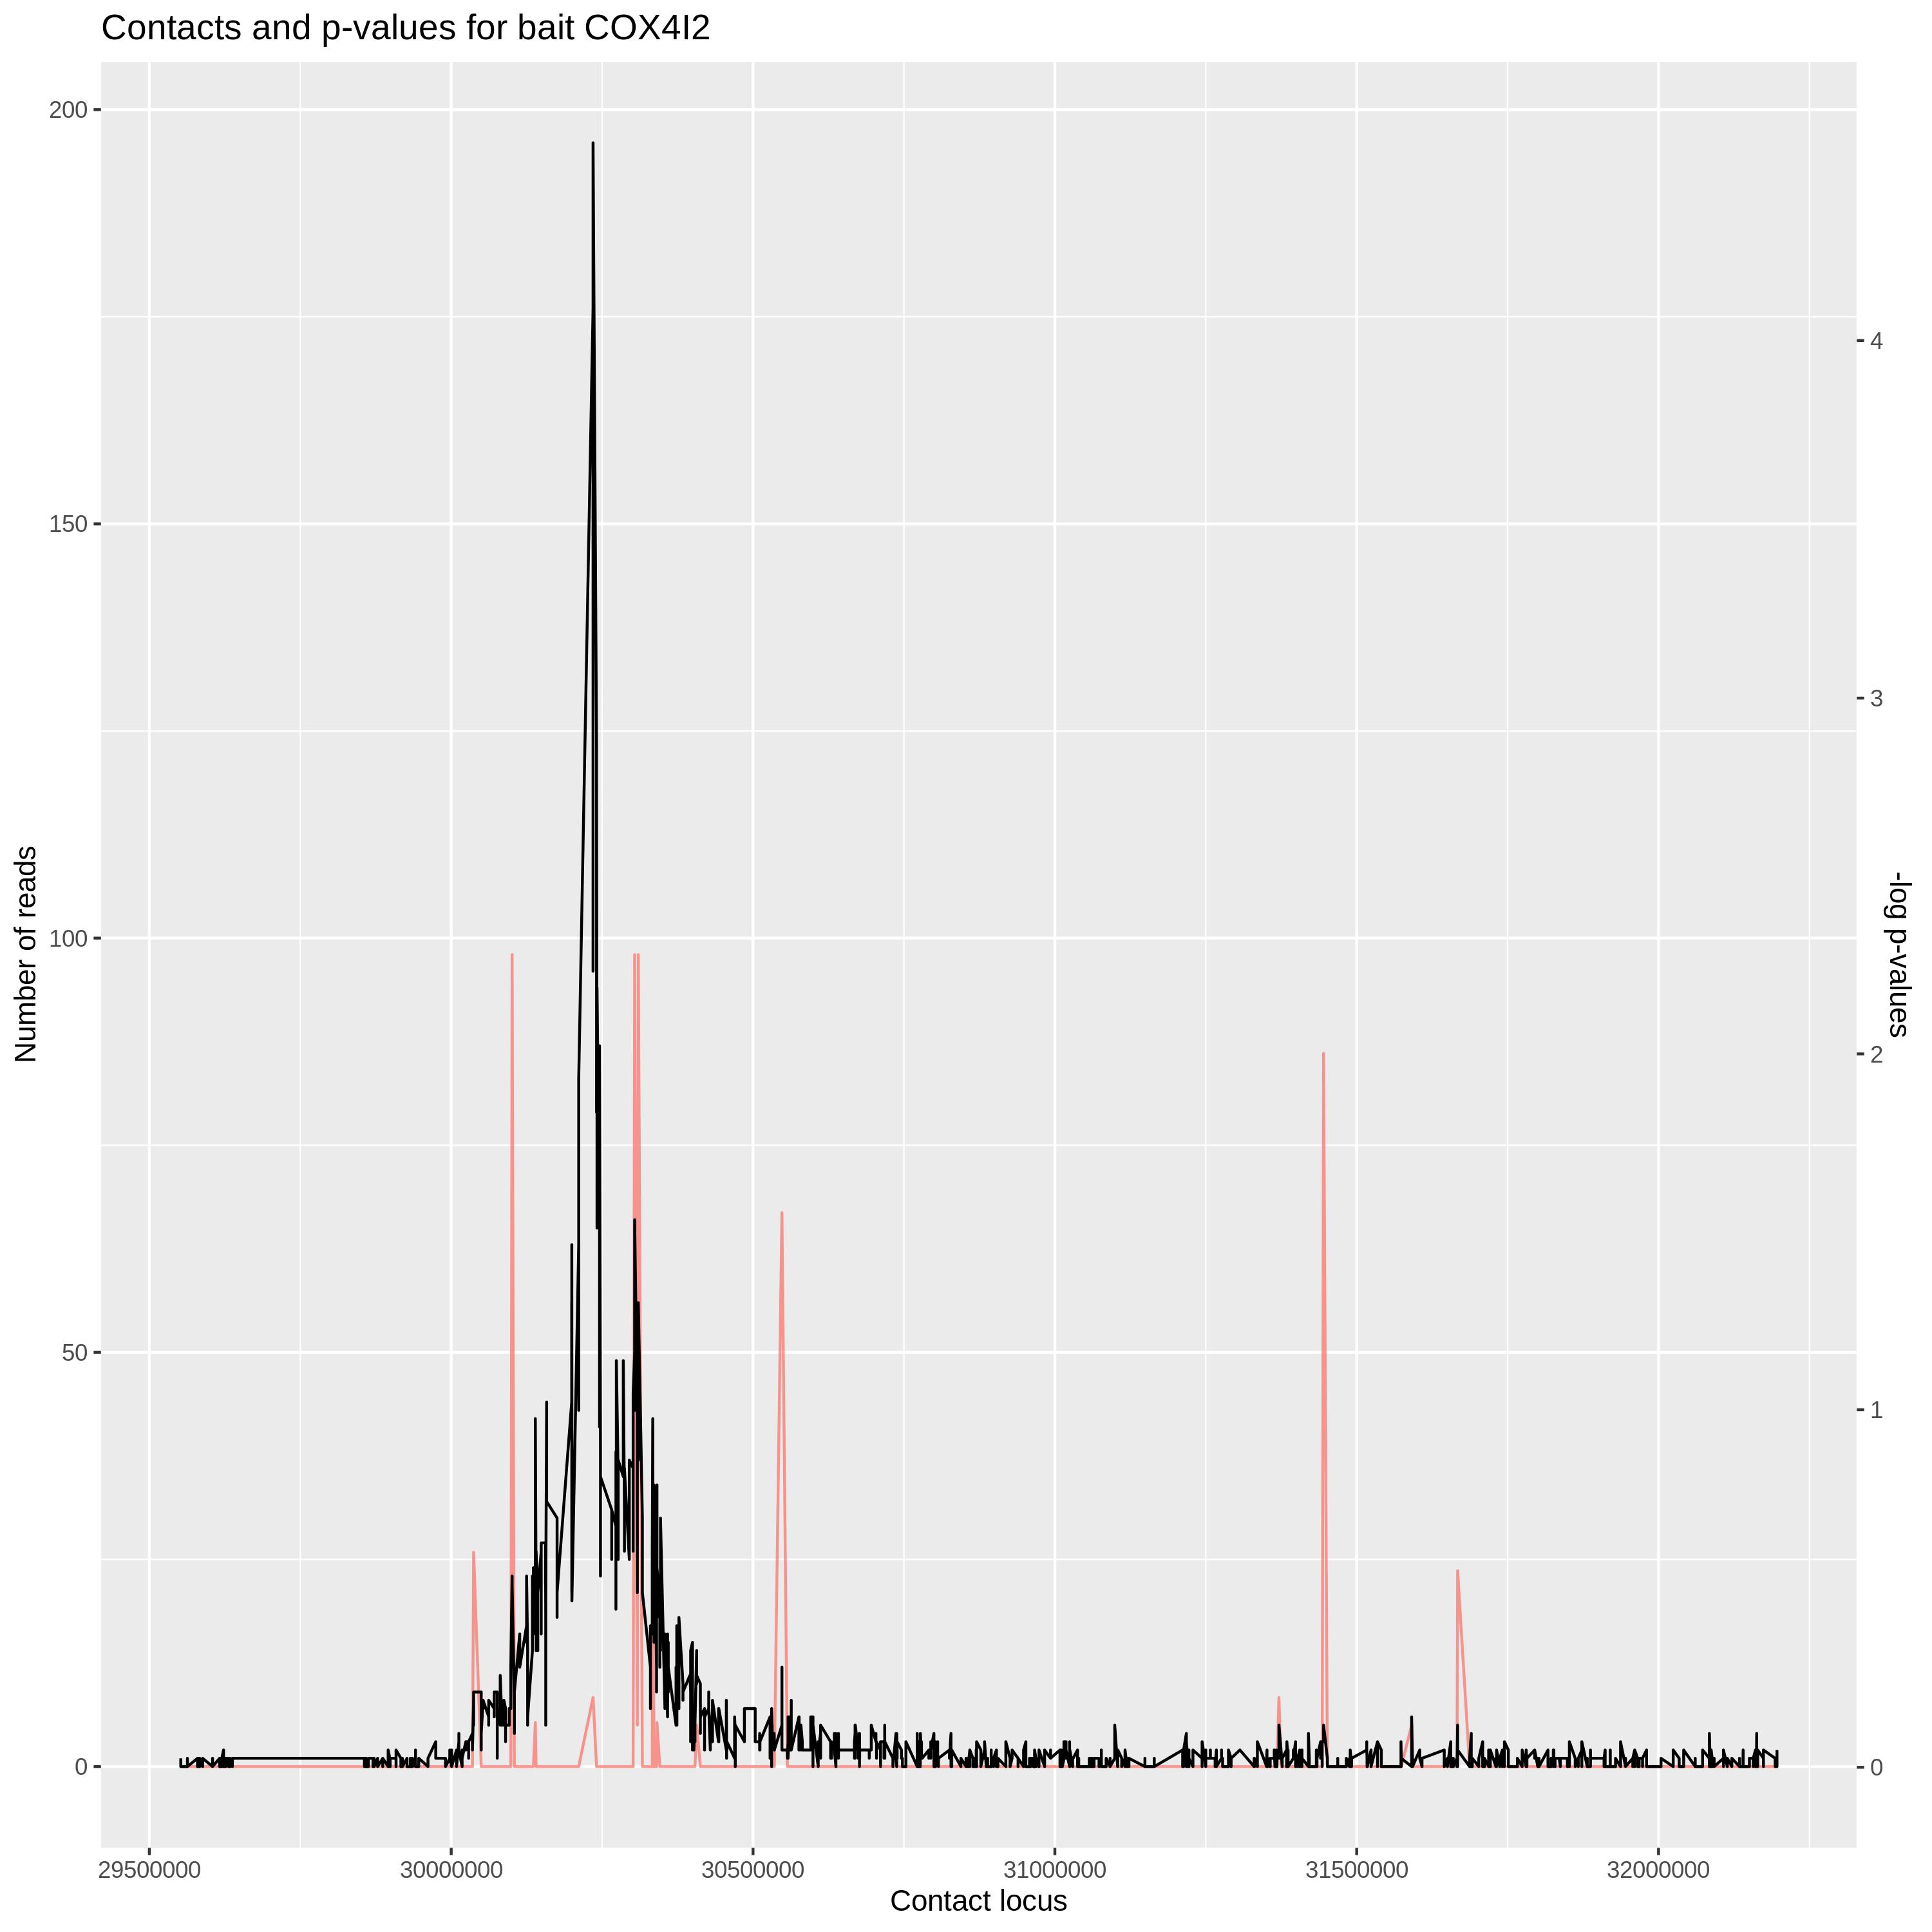 Contacts and p-values for bait COX4I2
200
150
100
50
0
Number of reads
4
3
2
1
0
-log p-values
29500000 30000000 30500000 31000000 31500000 32000000
Contact locus